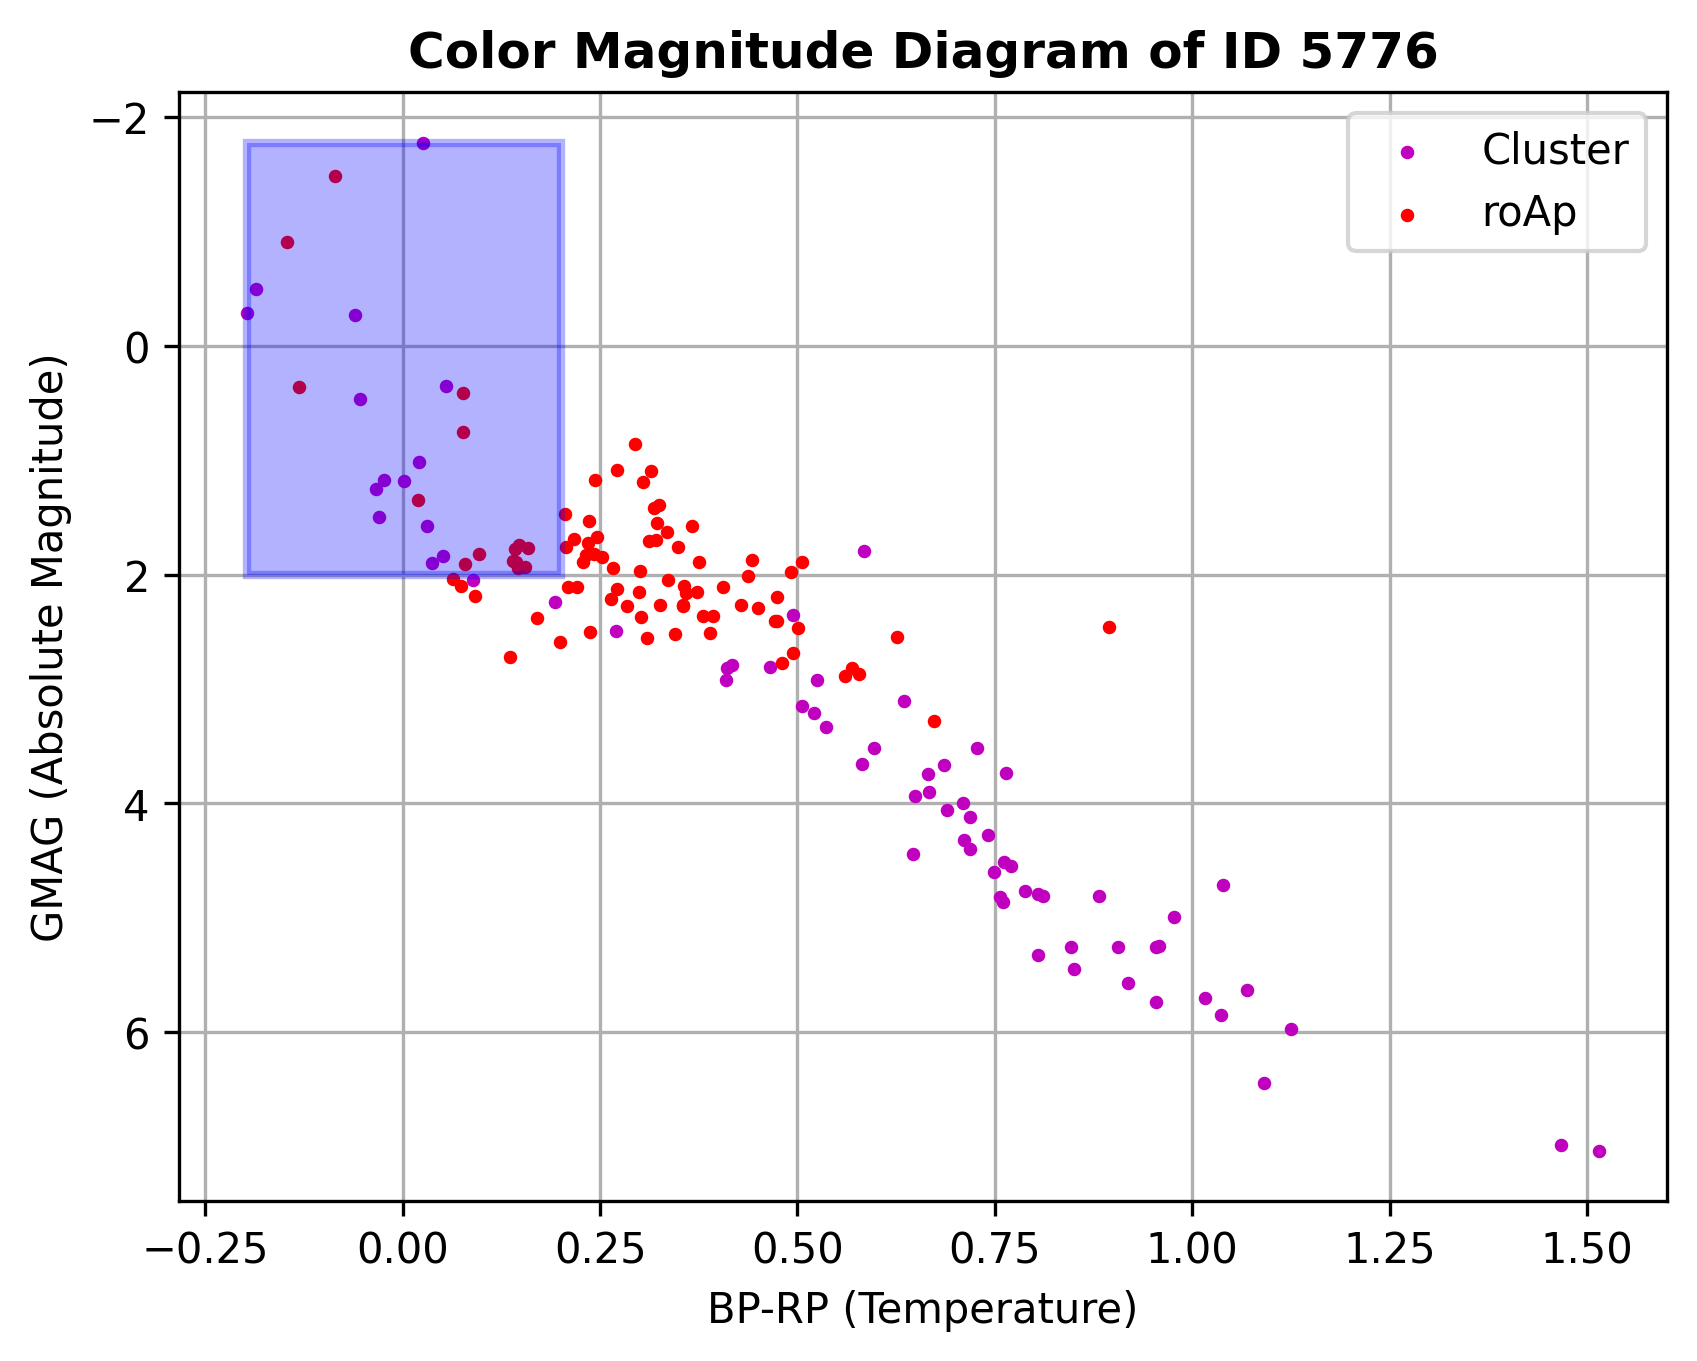 Color Magnitude Diagram of ID 5776
Cluster
roAp
GMAG (Absolute Magnitude)
−2
0
2
4
6
−0.25 0.00 0.25 0.50 0.75 1.00 1.25 1.50
BP-RP (Temperature)